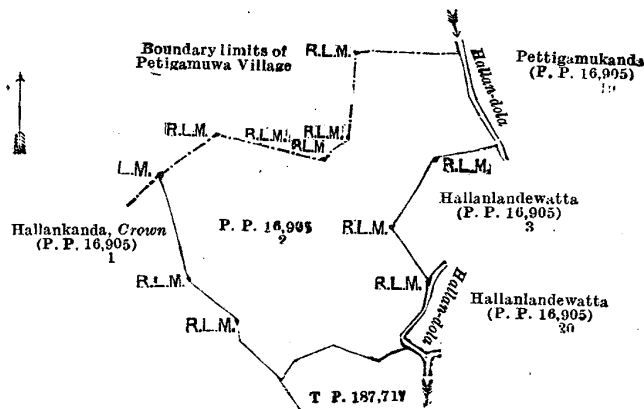 Boundary limits of
Petigamuwa Village
R.L.M.
Hallan-dola
Pettigamukanda
(P. P. 16,905)
R.L.M.
R.L.M.
R.L.M.
R.L.M
L.M.
R.L.M.
Hallankanda, Crown
(P. P. 16,905)
1
P. P. 16,905
2
R.L.M.
Hallanlandewatta
(P. P. 16,905)
3
R.L.M.
R.L.M.
R.L.M.
Hallan-dola
Hallanlandewatta
(P. P. 16,905)
20
T P. 187,717